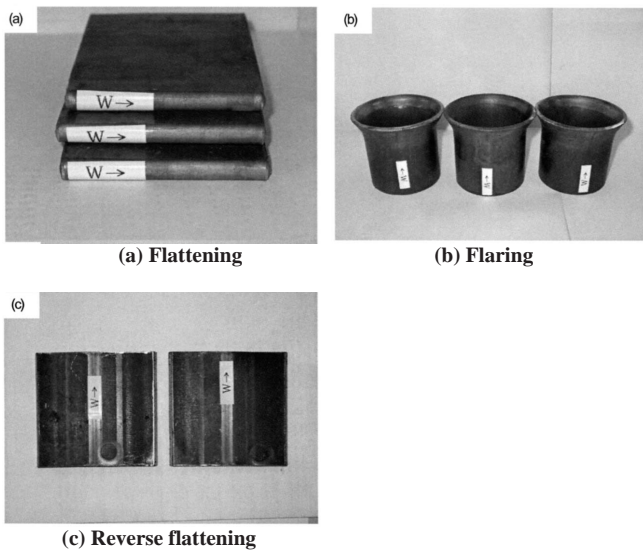 (a)
W→
W→
W→
(a) Flattening
(b)
W→
W→
W→
(b) Flaring
(c)
W→
W→
(c) Reverse flattening